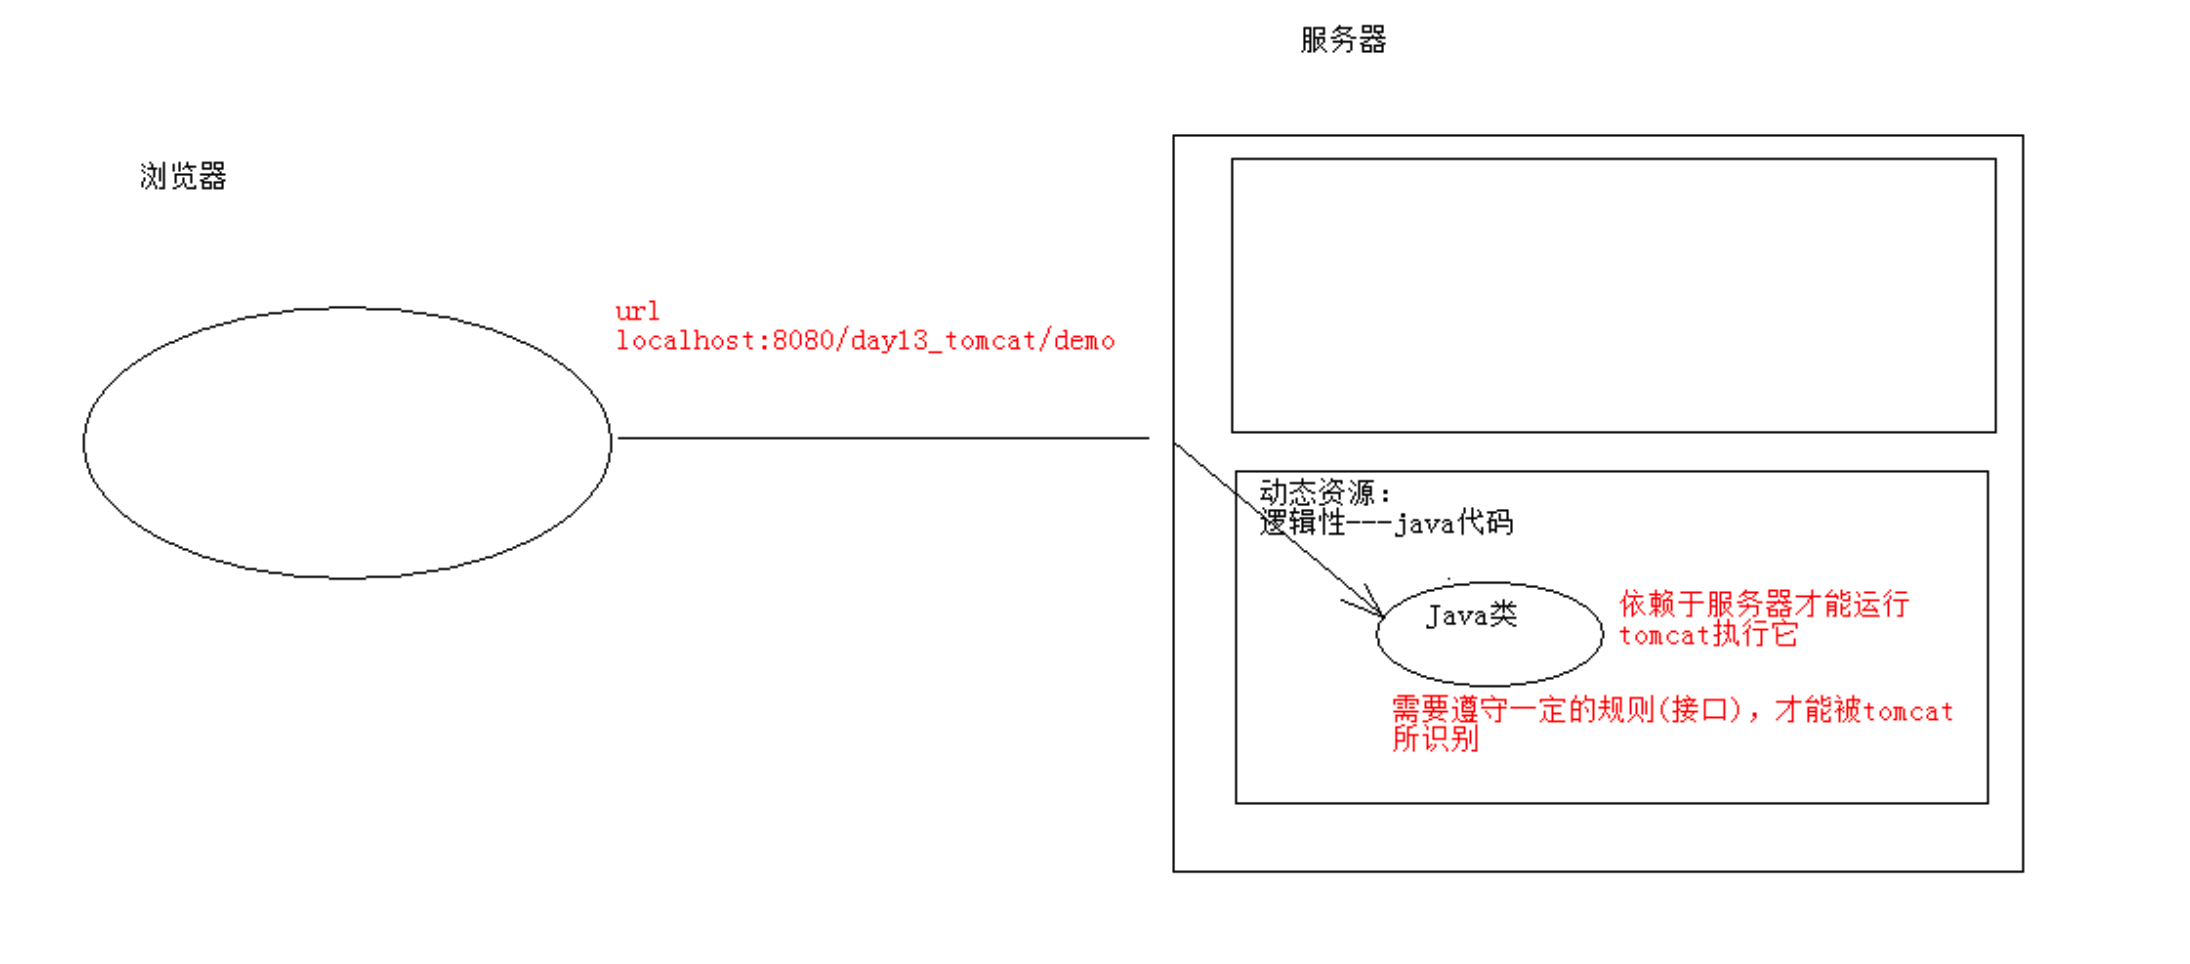 服务器
浏览器
url
localhost:8080/day13_tomcat/demo
动态资源：
逻辑性---java代码
Java类
依赖于服务器才能运行
tomcat执行它
需要遵守一定的规则(接口)，才能被tomcat
所识别